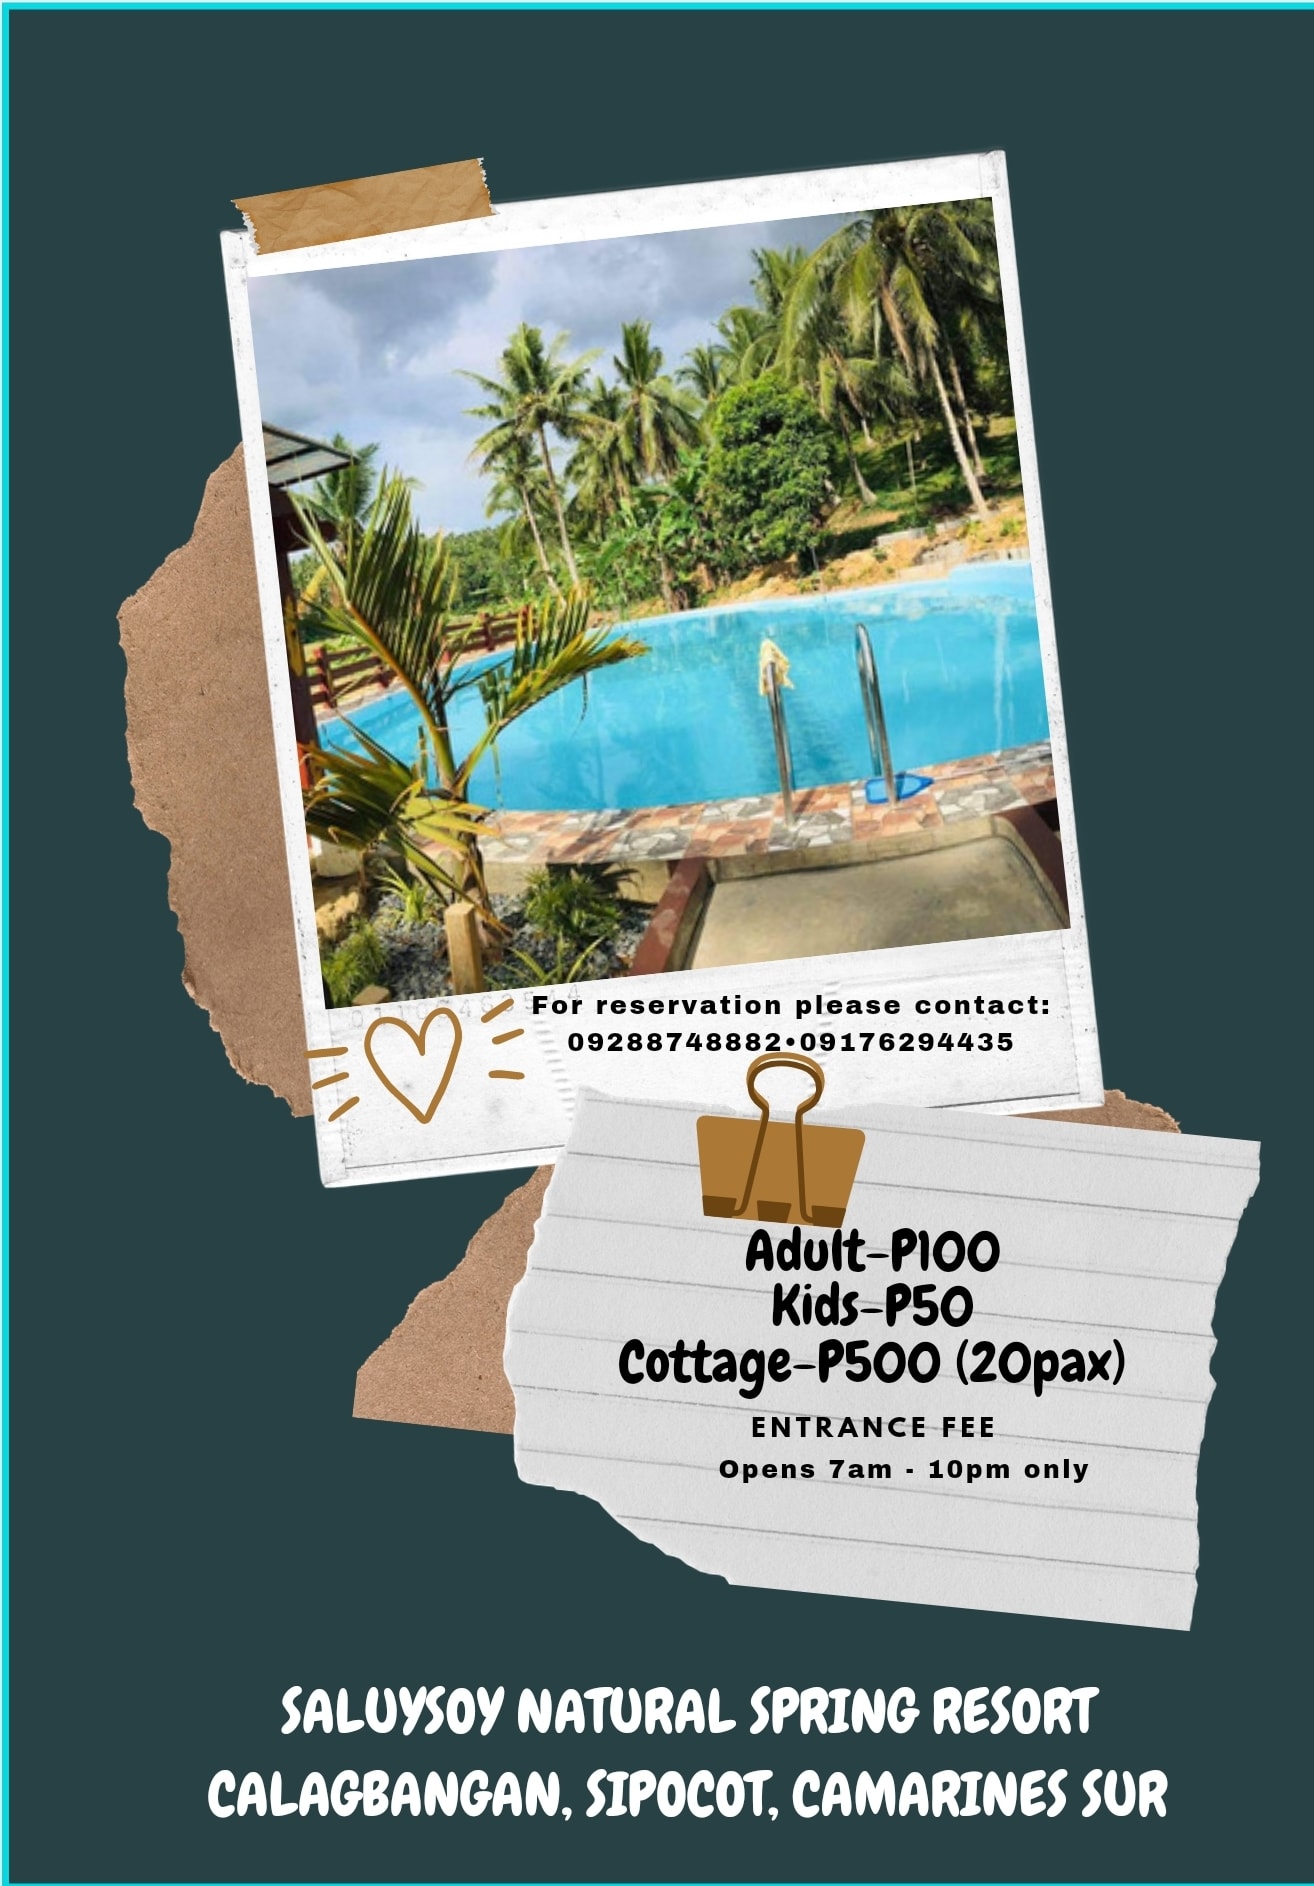 For reservation please contact:
09288748882•09176294435
Adult-P100
Kids-P50
Cottage-P500 (20pax)
ENTRANCE FEE
Opens 7am - 10pm only
SALUYSOY NATURAL SPRING RESORT
CALAGBANGAN, SIPOCOT, CAMARINES SUR